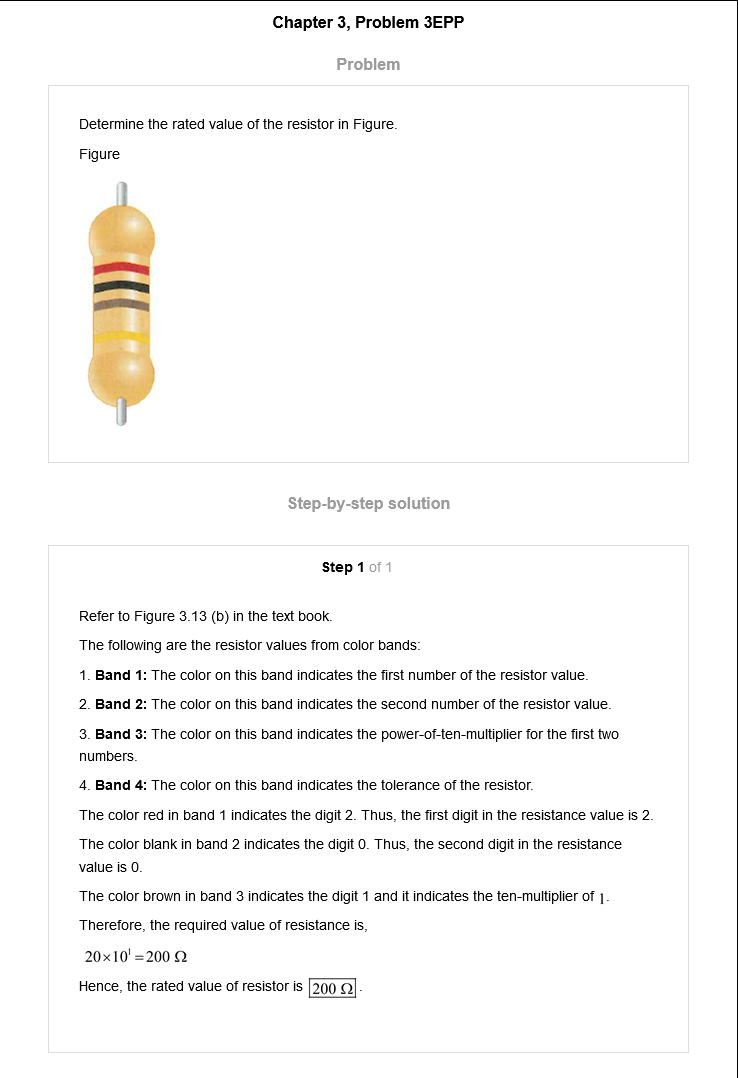 Chapter 3, Problem 3EPP
Problem
Determine the rated value of the resistor in Figure.
Figure
Step-by-step solution
Step 1 of 1
Refer to Figure 3.13 (b) in the text book.
The following are the resistor values from color bands:
1. Band 1: The color on this band indicates the first number of the resistor value.
2. Band 2: The color on this band indicates the second number of the resistor value.
3. Band 3: The color on this band indicates the power-of-ten-multiplier for the first two
numbers.
4. Band 4: The color on this band indicates the tolerance of the resistor.
The color red in band 1 indicates the digit 2. Thus, the first digit in the resistance value is 2.
The color blank in band 2 indicates the digit 0. Thus, the second digit in the resistance
value is 0.
The color brown in band 3 indicates the digit 1 and it indicates the ten-multiplier of 1.
Therefore, the required value of resistance is,
20×10¹ = 200 Ω
Hence, the rated value of resistor is 200 Ω.